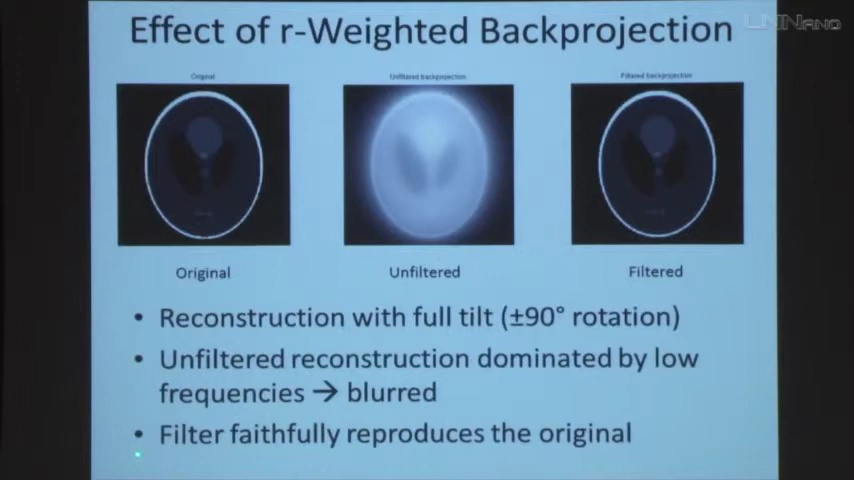 LNNano
Effect of r-Weighted Backprojection
Original
Unfiltered backprojection
Filtered backprojection
Original
Unfiltered
Filtered
• Reconstruction with full tilt (±90° rotation)
• Unfiltered reconstruction dominated by low
frequencies → blurred
• Filter faithfully reproduces the original